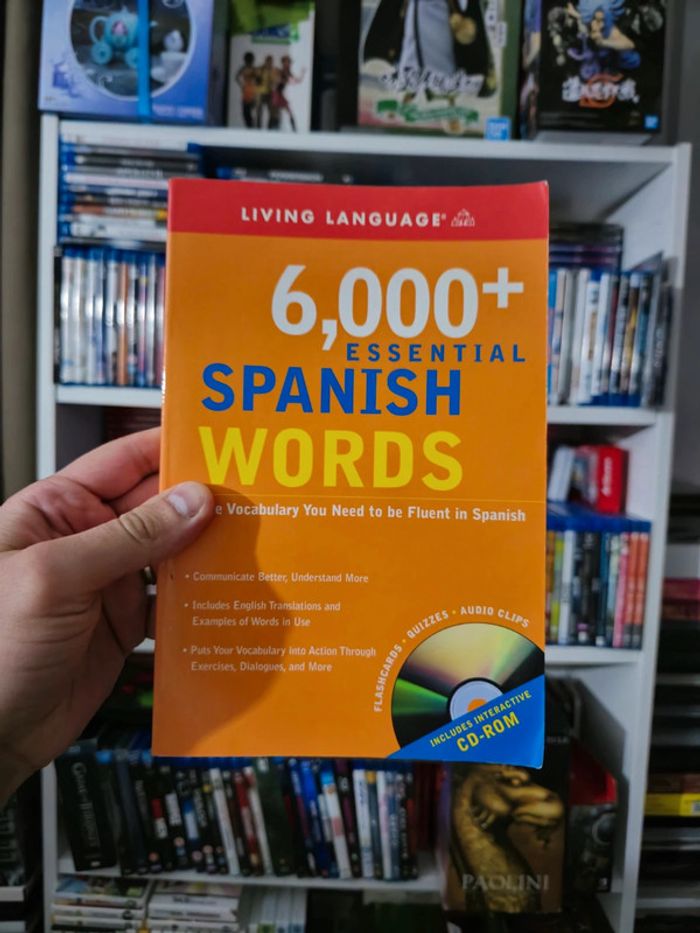 LIVING LANGUAGE®
6,000+
ESSENTIAL
SPANISH
WORDS
e Vocabulary You Need to be Fluent in Spanish
• Communicate Better, Understand More
• Includes English Translations and
Examples of Words in Use
• Puts Your Vocabulary into Action Through
Exercises, Dialogues, and More
FLASHCARDS • QUIZZES • AUDIO CLIPS
INCLUDES INTERACTIVE
CD-ROM
PAOLINI